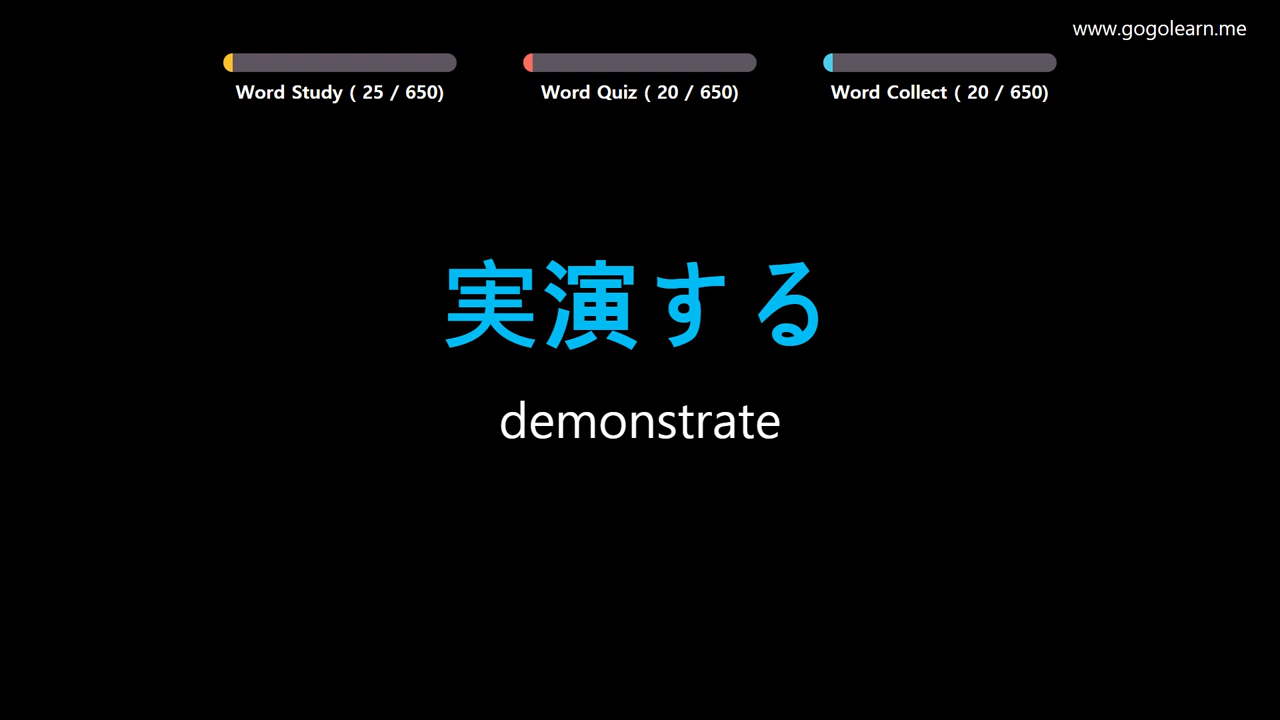 www.gogolearn.me
Word Study ( 25 / 650)
Word Quiz ( 20 / 650)
Word Collect ( 20 / 650)
実演する
demonstrate